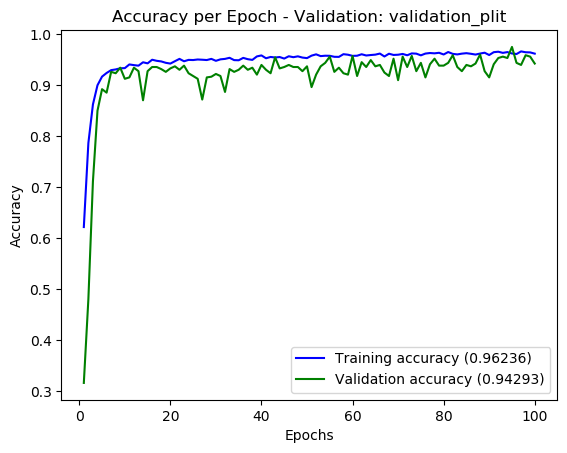 Accuracy per Epoch - Validation: validation_plit
1.0
0.9
0.8
0.7
0.6
0.5
0.4
0.3
Accuracy
0
20
40
60
80
100
Epochs
Training accuracy (0.96236)
Validation accuracy (0.94293)